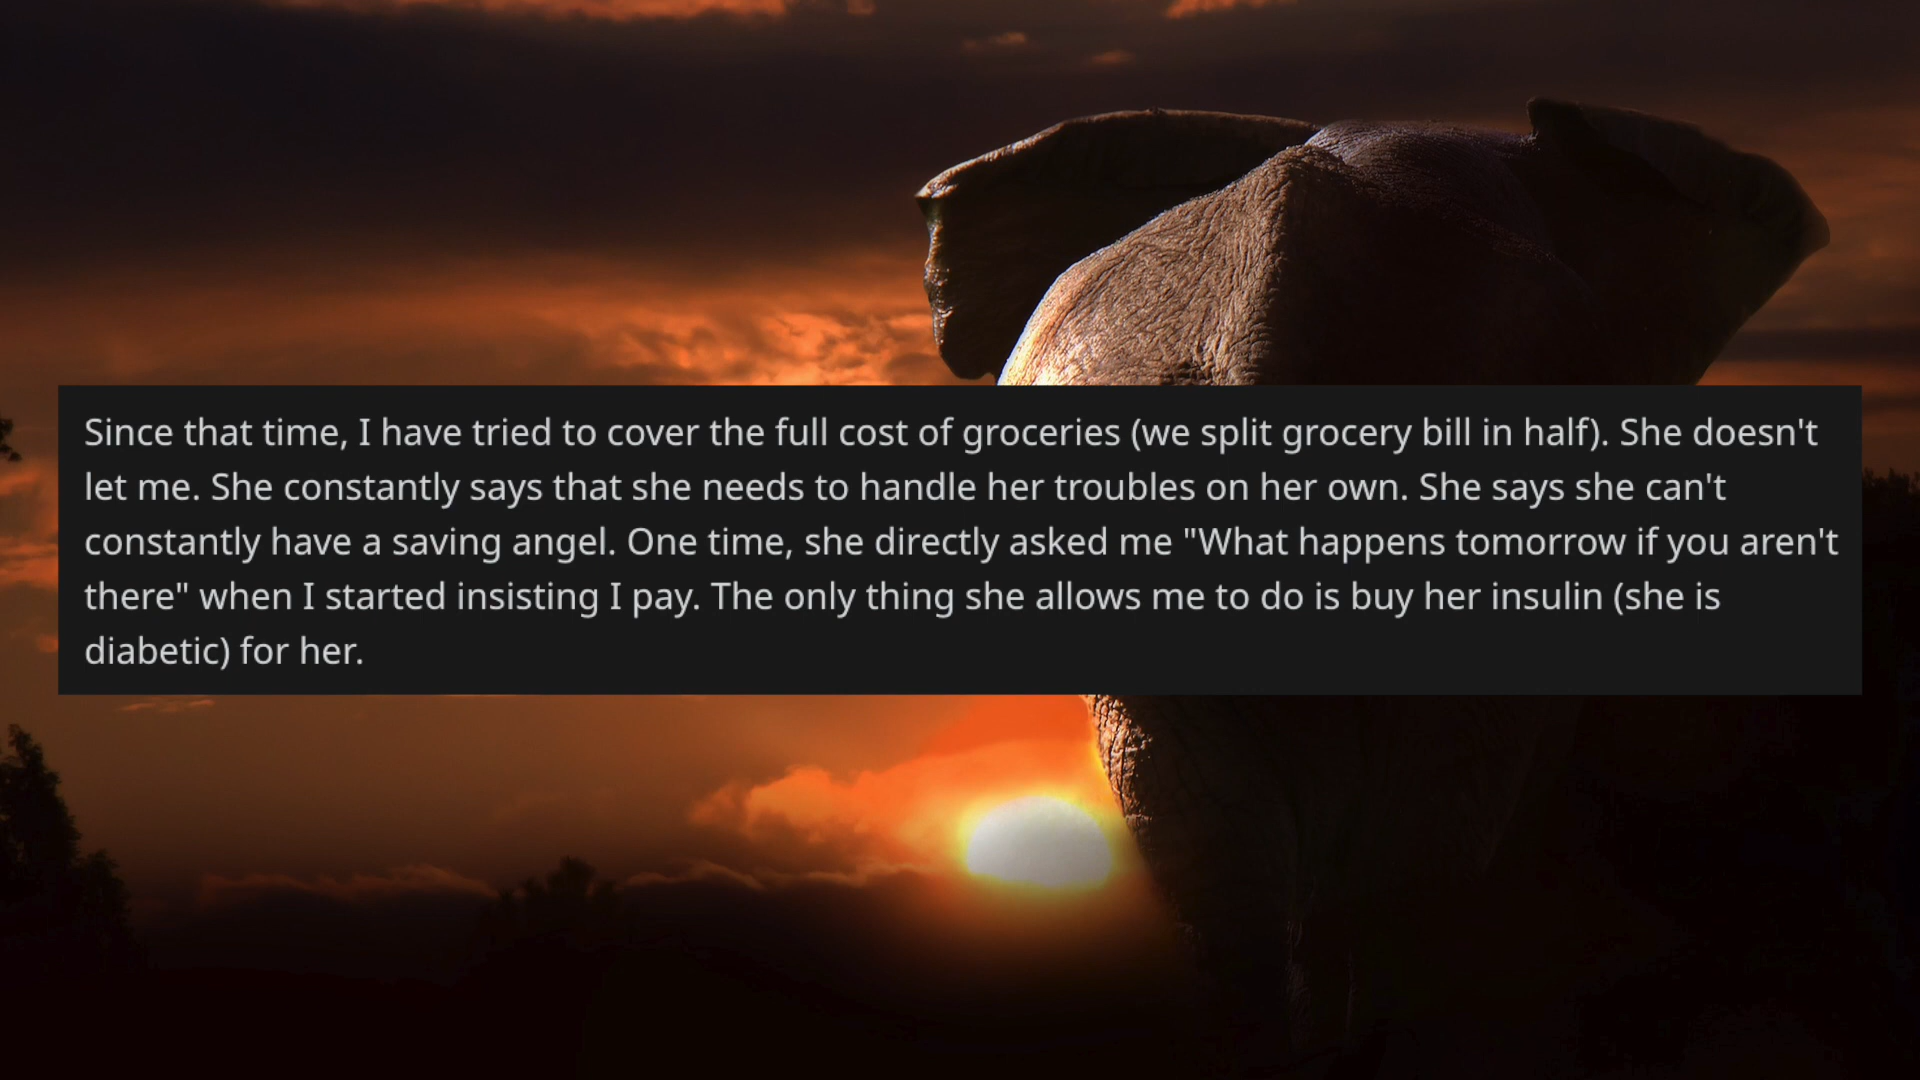 Since that time, I have tried to cover the full cost of groceries (we split grocery bill in half). She doesn't
let me. She constantly says that she needs to handle her troubles on her own. She says she can't
constantly have a saving angel. One time, she directly asked me "What happens tomorrow if you aren't
there" when I started insisting I pay. The only thing she allows me to do is buy her insulin (she is
diabetic) for her.